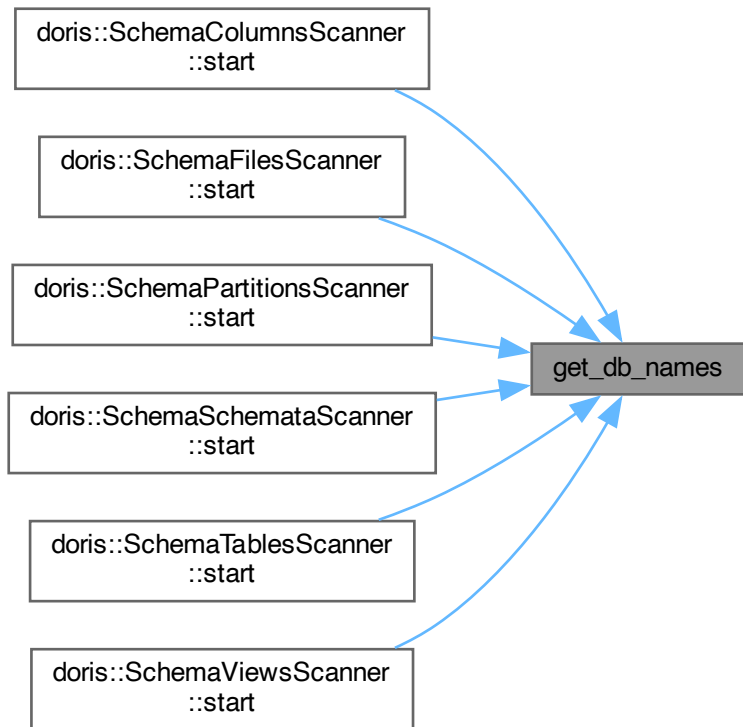 doris::SchemaColumnsScanner
::start
doris::SchemaFilesScanner
::start
doris::SchemaPartitionsScanner
::start
get_db_names
doris::SchemaSchemataScanner
::start
doris::SchemaTablesScanner
::start
doris::SchemaViewsScanner
::start